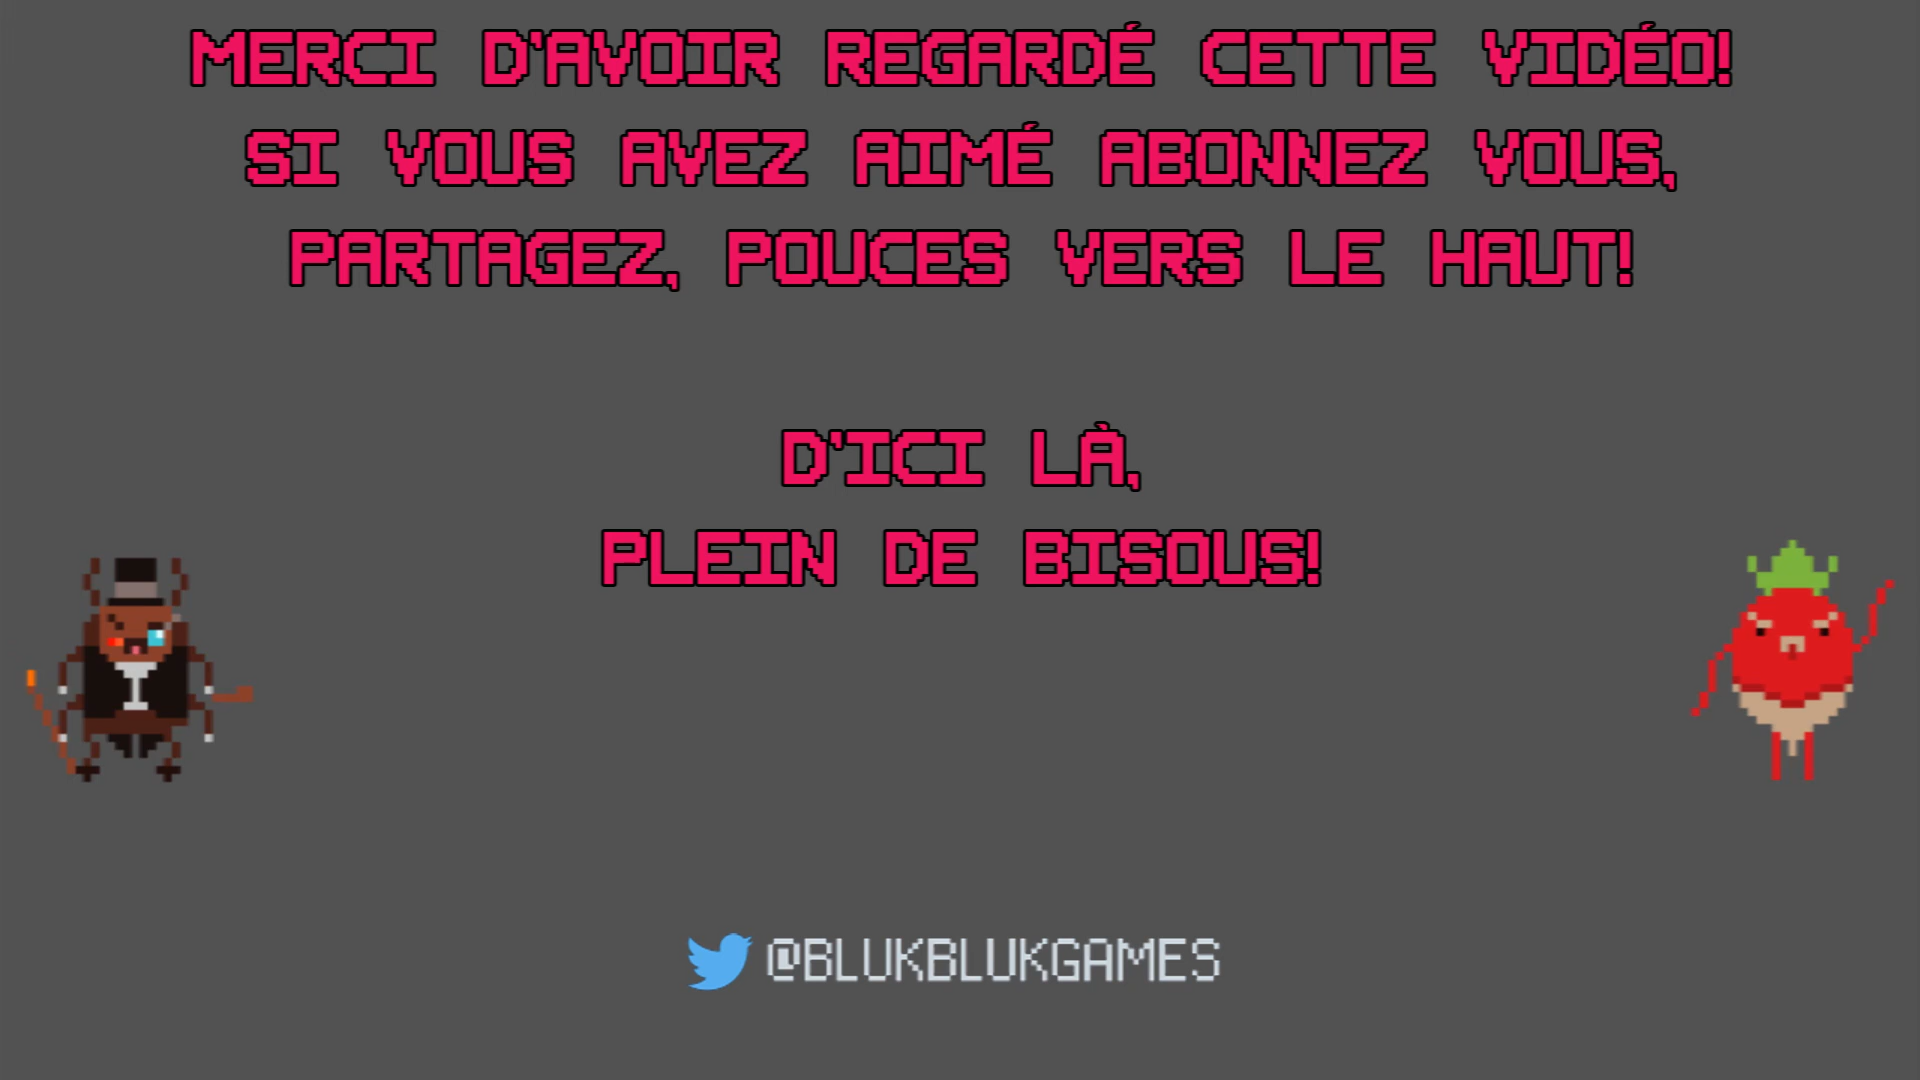 MERCI D'AVOIR REGARDÉ CETTE VIDÉO!
SI VOUS AVEZ AIMÉ ABONNEZ VOUS,
PARTAGEZ, POUCES VERS LE HAUT!
D'ICI LÀ,
PLEIN DE BISOUS!
@BLUKBLUKGAMES